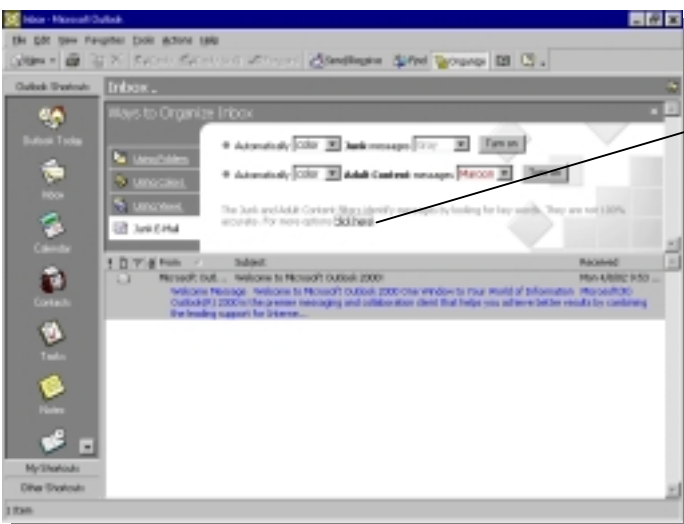 Inbox - Microsoft Outlook
File Edit View Favorites Tools Actions Help
New Reply Forward Send/Receive Find Organize
Outlook Shortcuts
Inbox
Ways to Organize Inbox
Outlook Today
Automatically color Junk messages Gray Turn on
Using Folders
Automatically color Adult Content messages Maroon Turn on
Using Colors
Inbox
Using Views
The Junk and Adult Content filters identify messages by looking for key words. They are not 100%
accurate. For more options click here
Junk E-Mail
Calendar
From Subject Received
Microsoft Out... Welcome to Microsoft Outlook 2000!
Welcome Message Welcome to Microsoft Outlook 2000 One Window to Your World of Information Microsoft(R)
Outlook(R) 2000 is the premier messaging and collaboration client that helps you achieve better results by combining
the leading support for Interne...
Contacts
Tasks
Notes
My Shortcuts
Other Shortcuts
1 Item